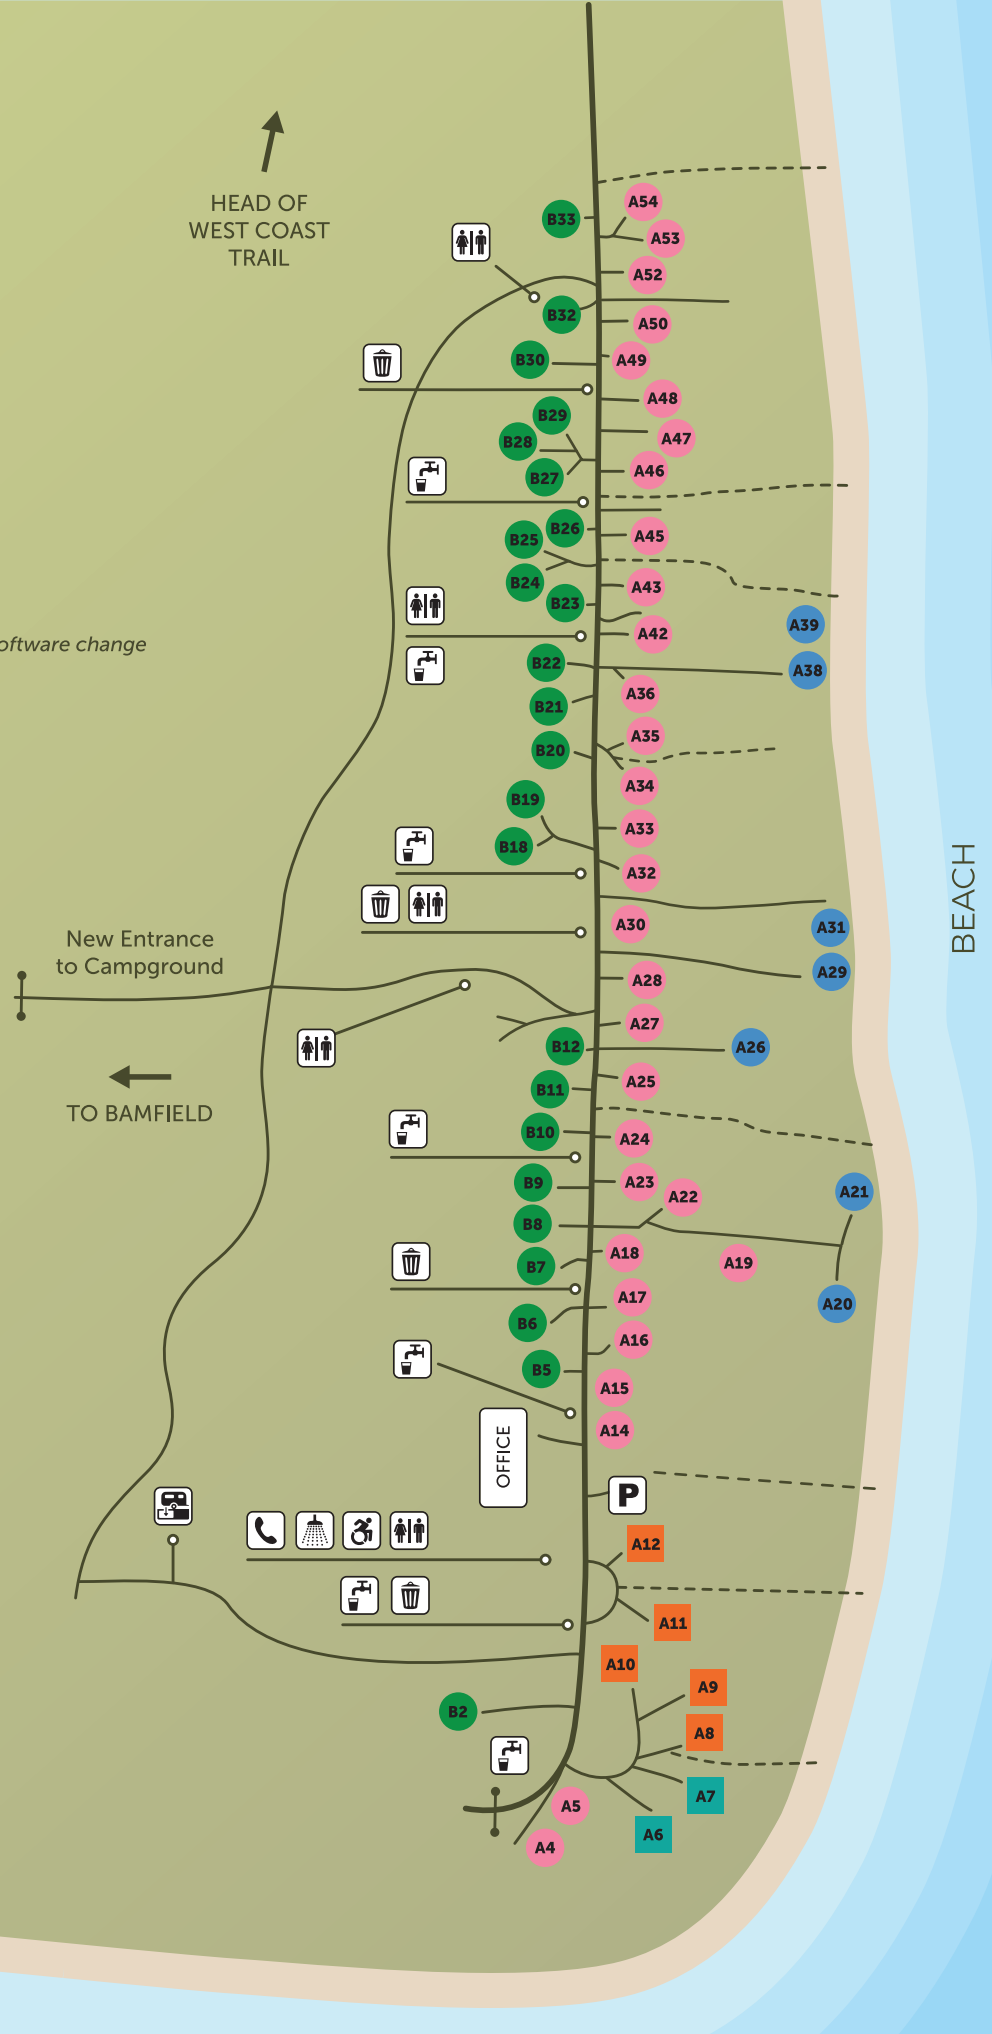 HEAD OF
WEST COAST
TRAIL
A54
B33
A53
A52
B32
A50
B30
A49
A48
B29
B28
A47
B27
A46
B26
B25
A45
B24
A43
B23
A39
oftware change
A42
B22
A38
A36
B21
A35
B20
A34
B19
A33
B18
A32
BEACH
A30
A31
New Entrance
to Campground
A29
A28
A27
B12
A26
A25
B11
TO BAMFIELD
B10
A24
B9
A23
A22
A21
B8
A18
A19
B7
A17
A20
B6
A16
B5
A15
A14
OFFICE
P
A12
A11
A10
A9
B2
A8
A7
A5
A6
A4